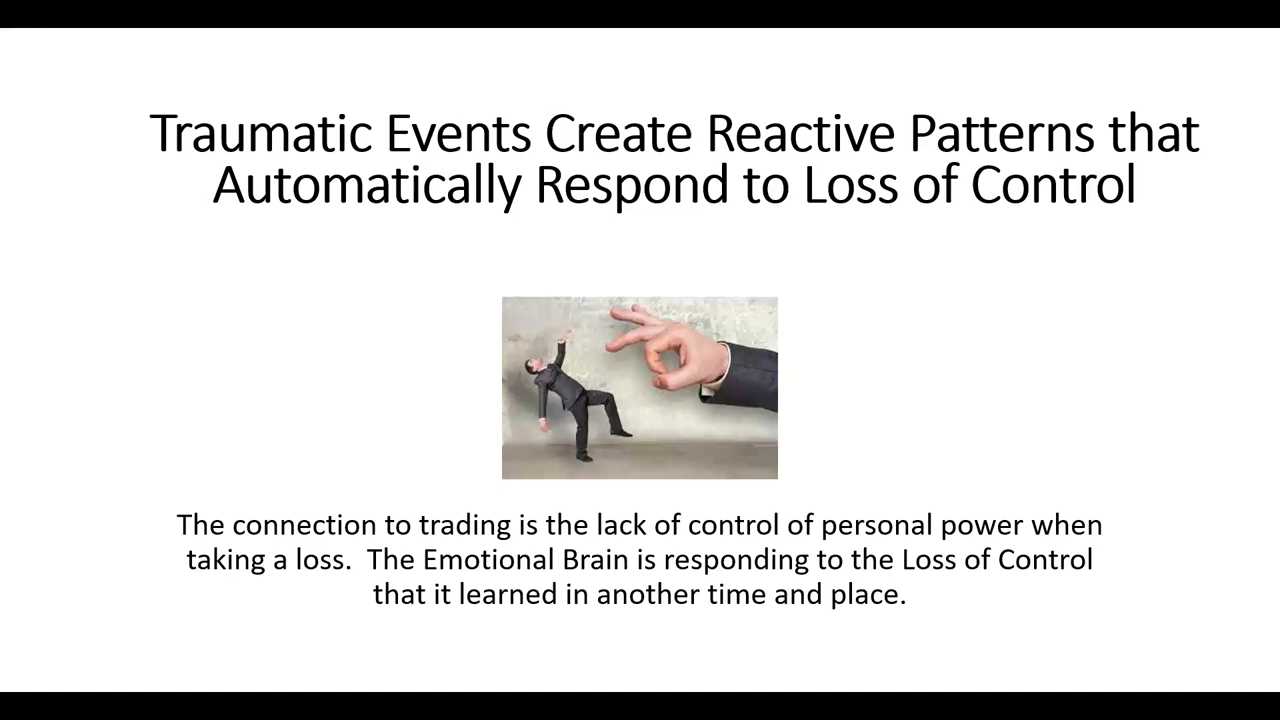 Traumatic Events Create Reactive Patterns that
Automatically Respond to Loss of Control
The connection to trading is the lack of control of personal power when
taking a loss.  The Emotional Brain is responding to the Loss of Control
that it learned in another time and place.